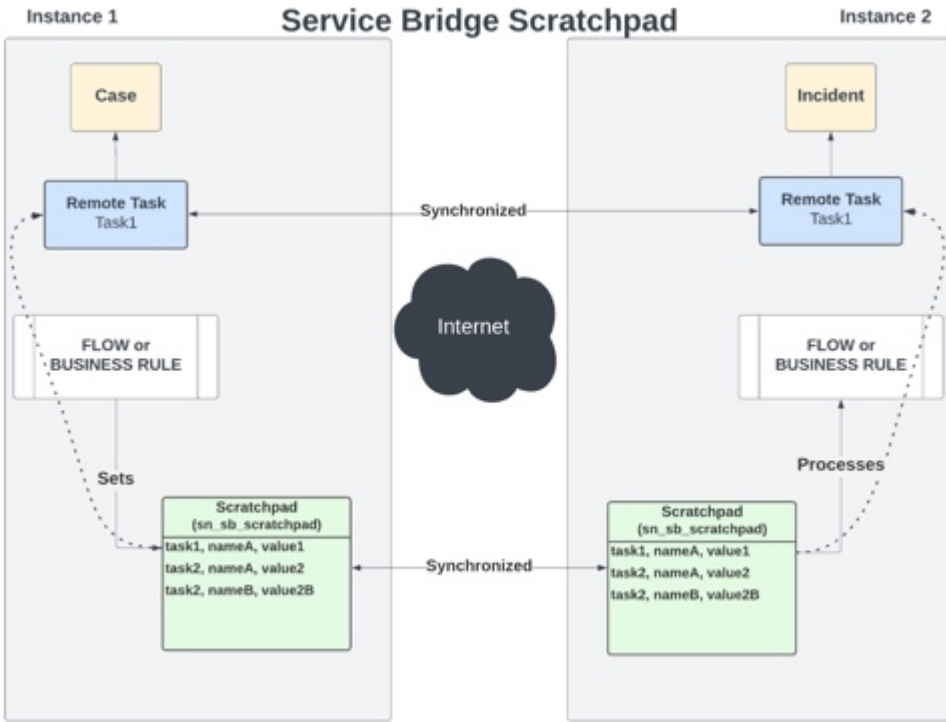 Instance 1
Service Bridge Scratchpad
Instance 2
Case
Incident
Remote Task
Task1
Synchronized
Remote Task
Task1
Internet
FLOW or
BUSINESS RULE
FLOW or
BUSINESS RULE
Sets
Processes
Scratchpad
(sn_sb_scratchpad)
task1, nameA, value1
task2, nameA, value2
task2, nameB, value2B
Synchronized
Scratchpad
(sn_sb_scratchpad)
task1, nameA, value1
task2, nameA, value2
task2, nameB, value2B